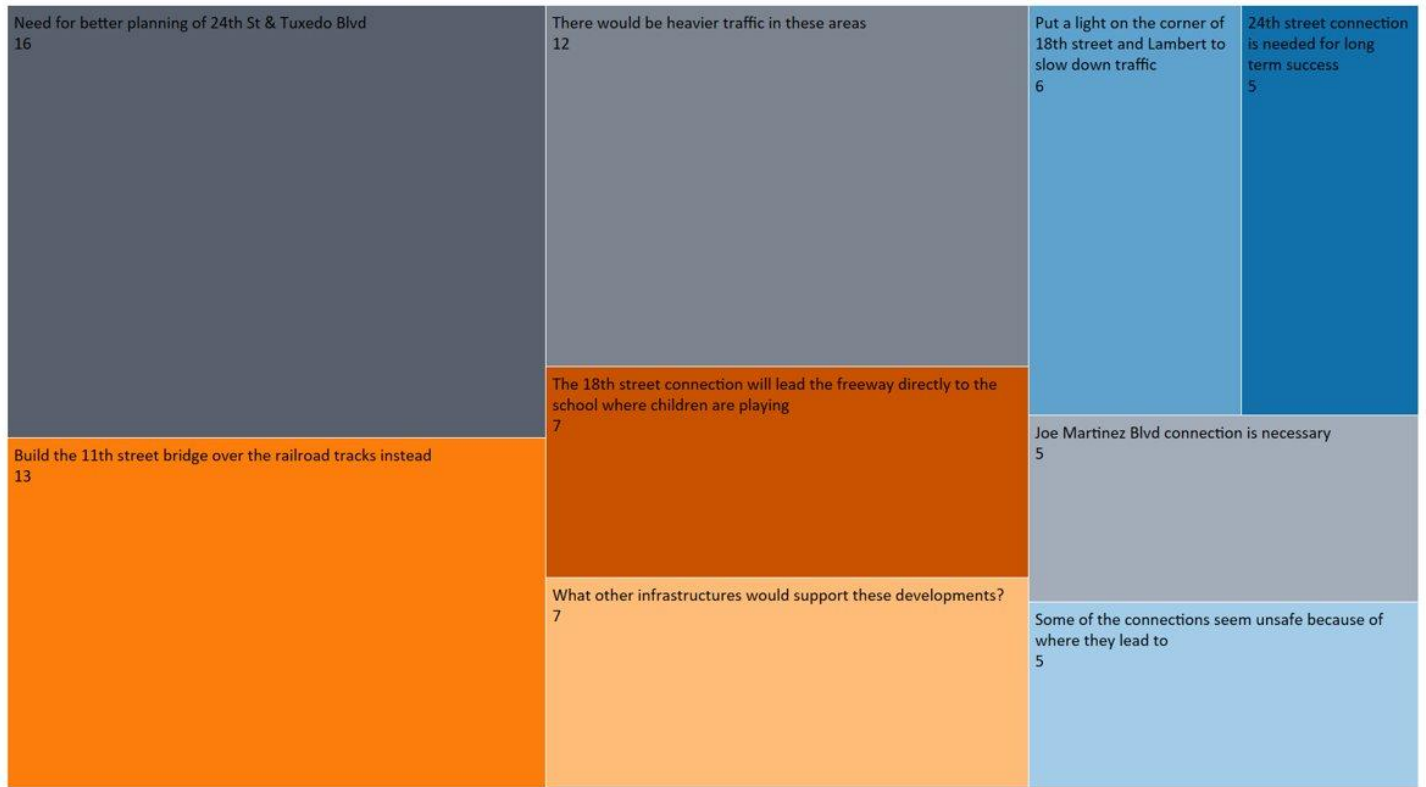 Need for better planning of 24th St & Tuxedo Blvd
16
Build the 11th street bridge over the railroad tracks instead
13
There would be heavier traffic in these areas
12
The 18th street connection will lead the freeway directly to the
school where children are playing
7
What other infrastructures would support these developments?
7
Put a light on the corner of
18th street and Lambert to
slow down traffic
6
24th street connection
is needed for long
term success
5
Joe Martinez Blvd connection is necessary
5
Some of the connections seem unsafe because of
where they lead to
5